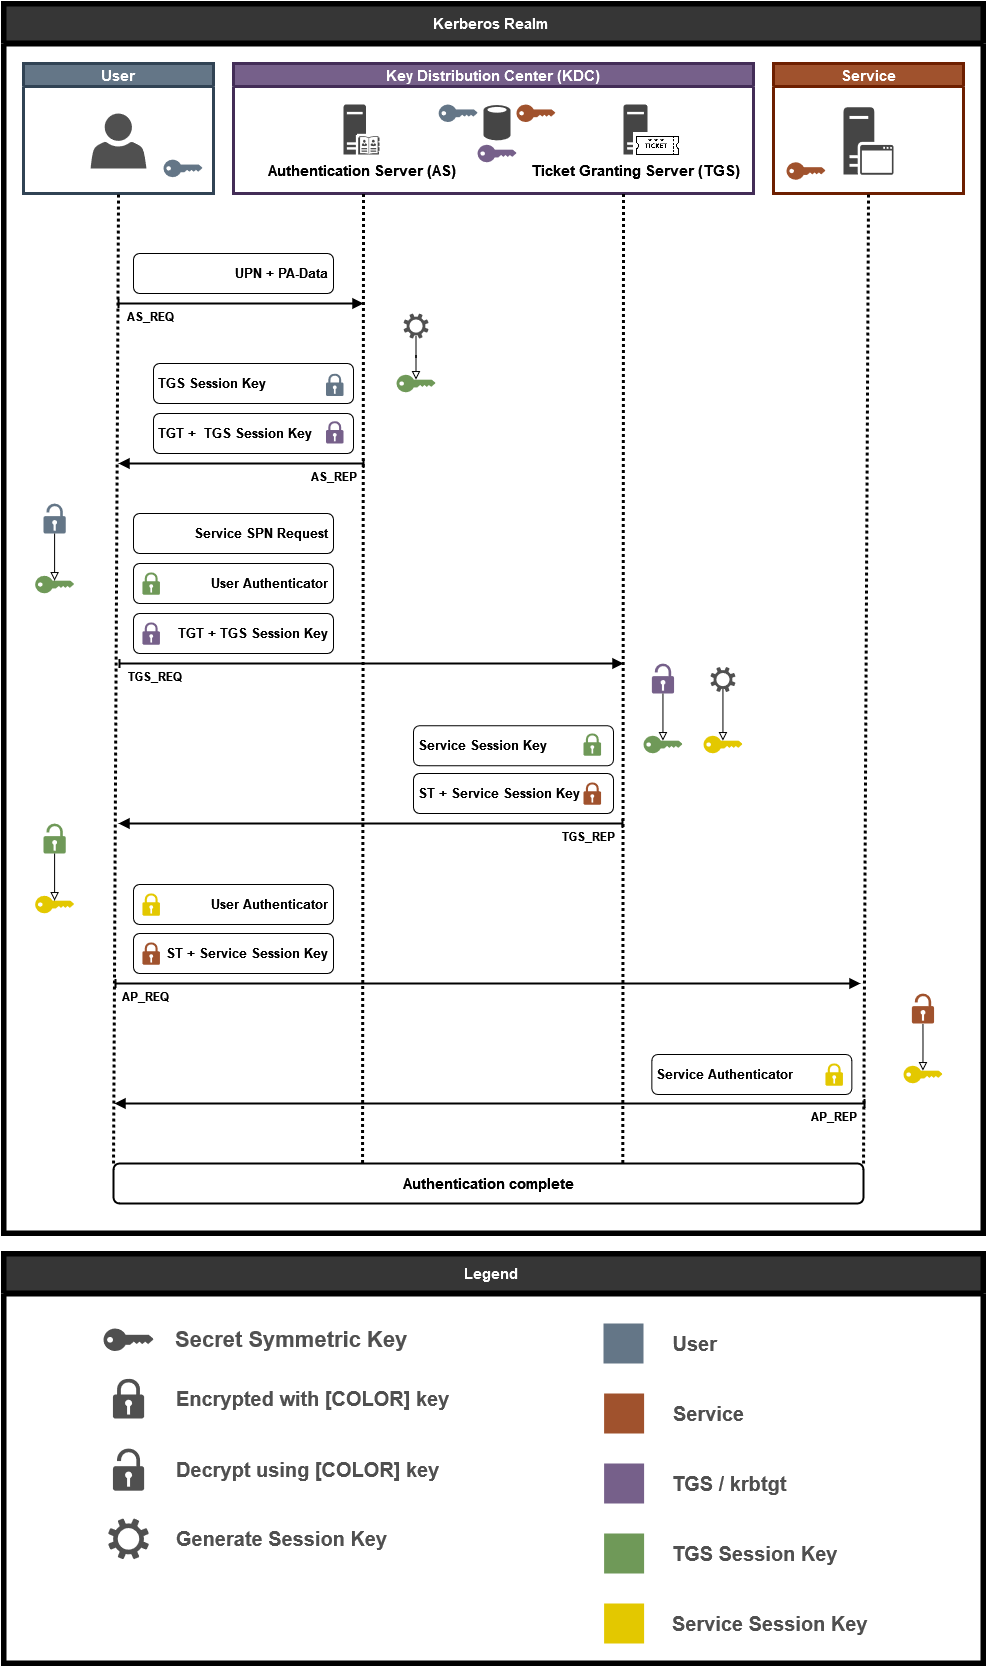 Kerberos Realm
User
Key Distribution Center (KDC)
Service
TICKET
Authentication Server (AS)
Ticket Granting Server (TGS)
UPN + PA-Data
AS_REQ
TGS Session Key
TGT + TGS Session Key
AS_REP
Service SPN Request
User Authenticator
TGT + TGS Session Key
TGS_REQ
Service Session Key
ST + Service Session Key
TGS_REP
User Authenticator
ST + Service Session Key
AP_REQ
Service Authenticator
AP_REP
Authentication complete
Legend
Secret Symmetric Key
User
Encrypted with [COLOR] key
Service
Decrypt using [COLOR] key
TGS / krbtgt
Generate Session Key
TGS Session Key
Service Session Key